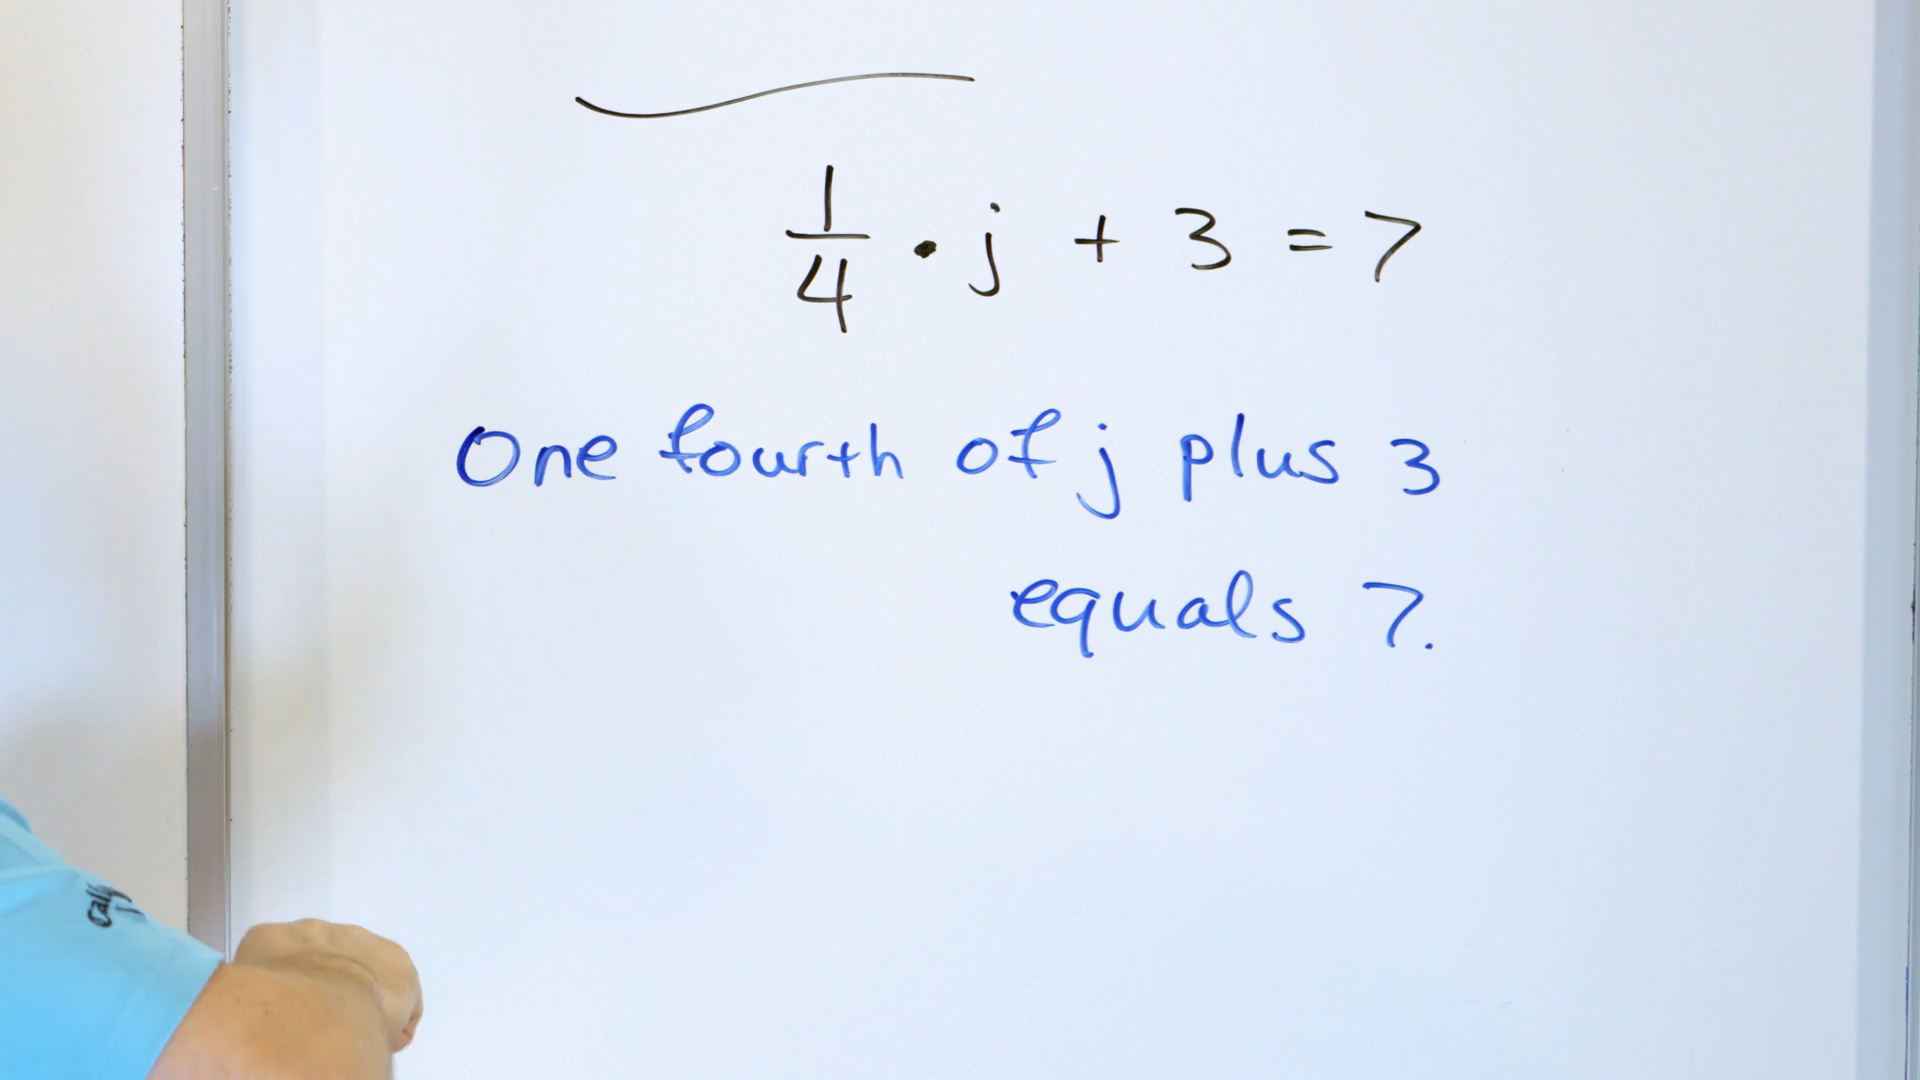 1/4 • j + 3 = 7
One fourth of j plus 3
equals 7.